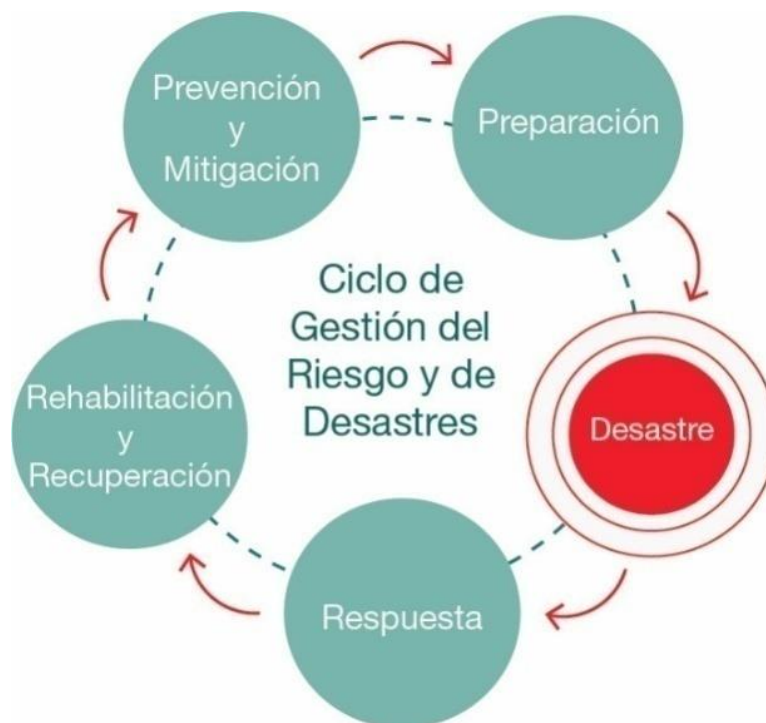 Prevención
y
Mitigación
Preparación
Ciclo de
Gestión del
Riesgo y de
Desastres
Desastre
Respuesta
Rehabilitación
y
Recuperación